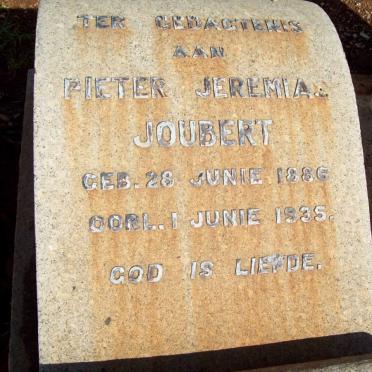 TER GEDAGTENIS
AAN
PIETER JEREMIAS
JOUBERT
GEB. 28 JUNIE 1886
OORL. 1 JUNIE 1935.
GOD IS LIEFDE.